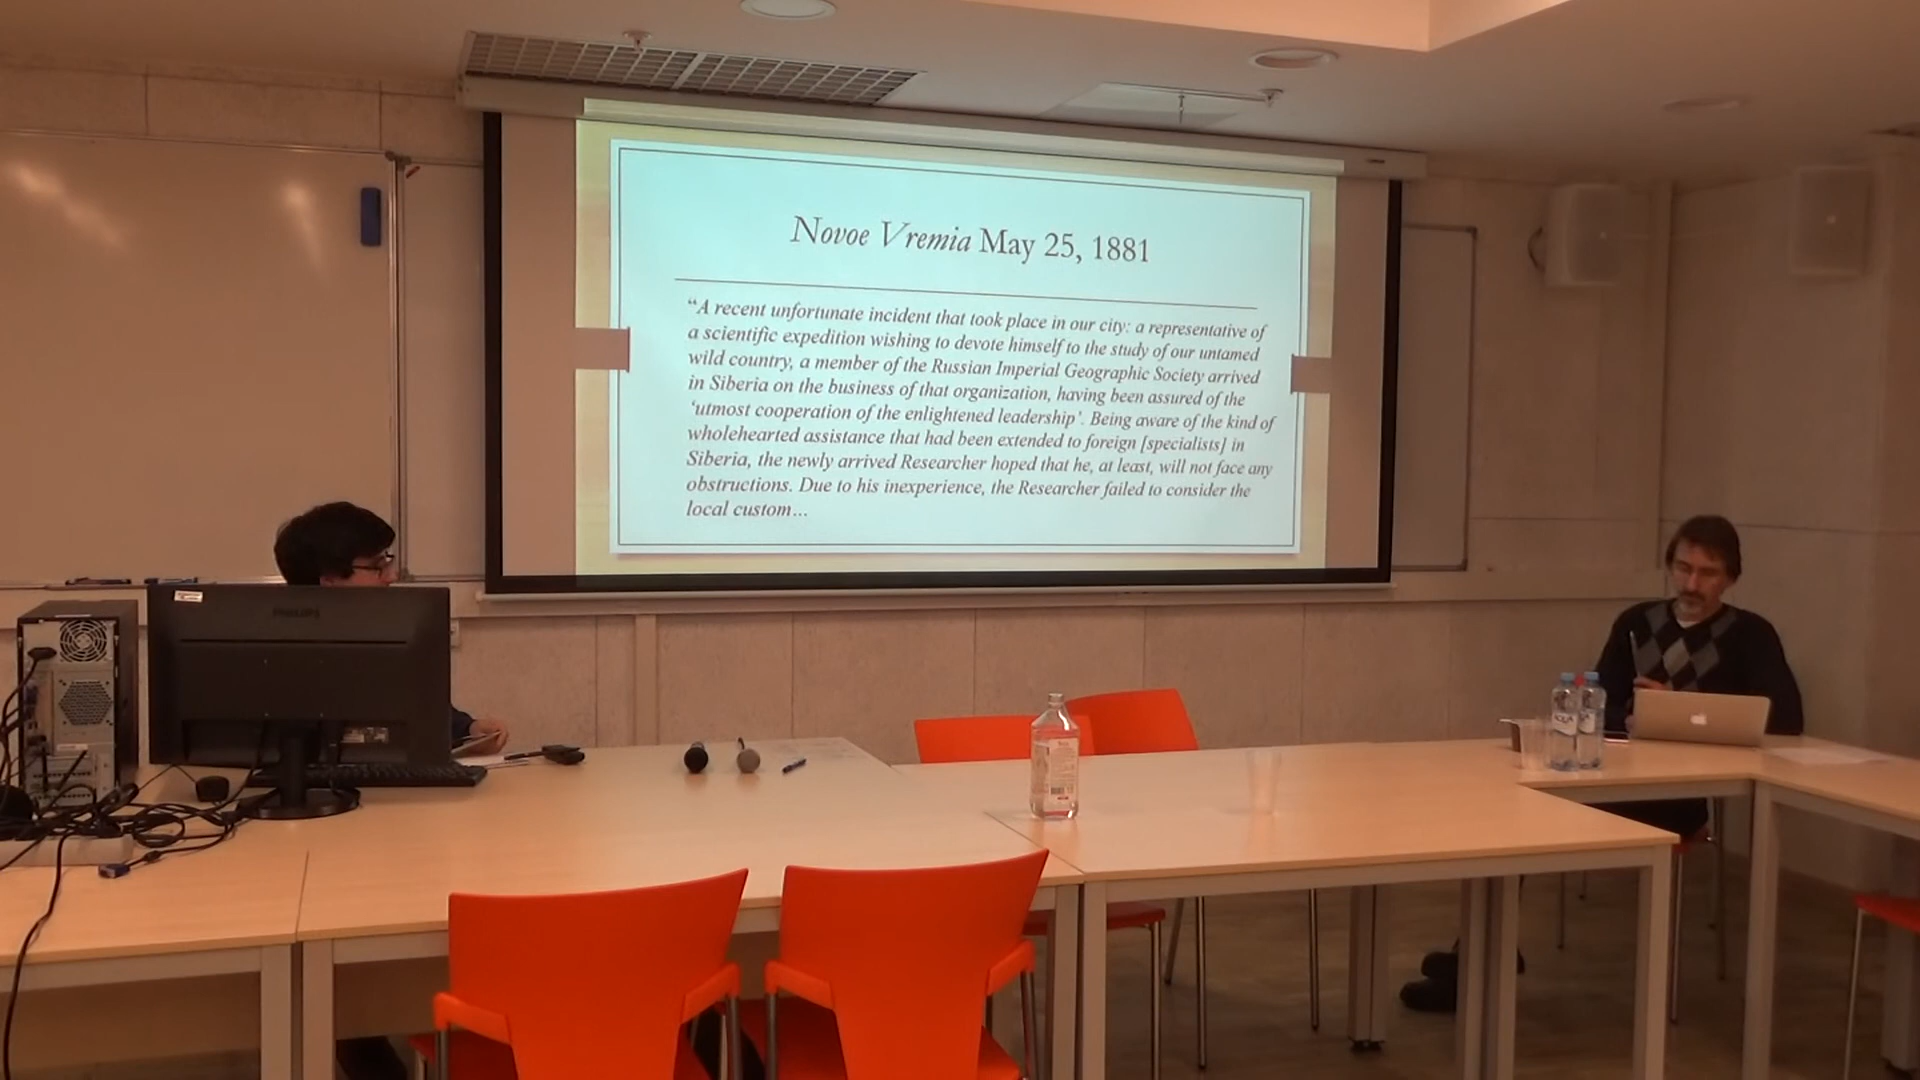 Novoe Vremia May 25, 1881
“A recent unfortunate incident that took place in our city: a representative of
a scientific expedition wishing to devote himself to the study of our untamed
wild country, a member of the Russian Imperial Geographic Society arrived
in Siberia on the business of that organization, having been assured of the
‘utmost cooperation of the enlightened leadership’. Being aware of the kind of
wholehearted assistance that had been extended to foreign [specialists] in
Siberia, the newly arrived Researcher hoped that he, at least, will not face any
obstructions. Due to his inexperience, the Researcher failed to consider the
local custom…
PHILIPS